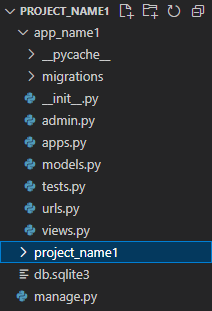 PROJECT_NAME1
app_name1
__pycache__
migrations
__init__.py
admin.py
apps.py
models.py
tests.py
urls.py
views.py
project_name1
db.sqlite3
manage.py